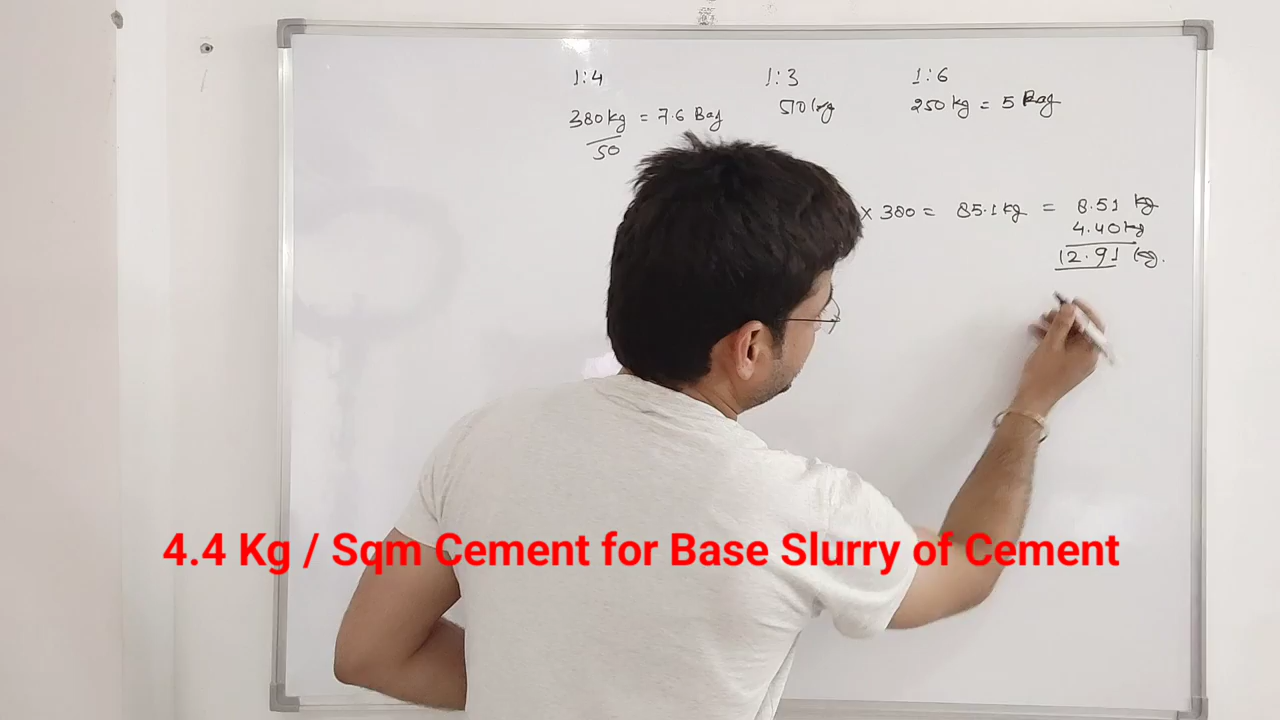 1:4 1:3 1:6
380 kg = 7.6 Bag 510 kg 250 kg = 5 Bag
50
x 380 = 85.1 kg = 8.51 kg
4.40 kg
12.91 kg.
4.4 Kg / Sqm Cement for Base Slurry of Cement